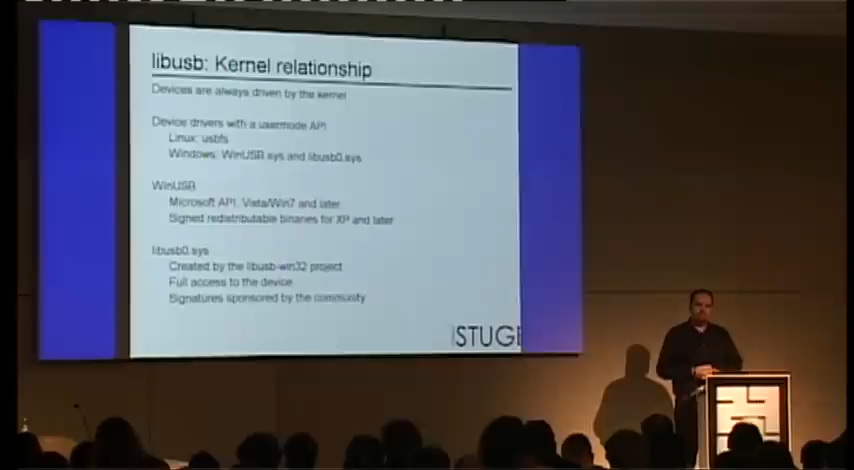 libusb: Kernel relationship
Devices are always driven by the kernel
Device drivers with a usermode API
Linux: usbfs
Windows: WinUSB.sys and libusb0.sys
WinUSB
Microsoft API, Vista/Win7 and later
Signed redistributable binaries for XP and later
libusb0.sys
Created by the libusb-win32 project
Full access to the device
Signatures sponsored by the community
STUGE